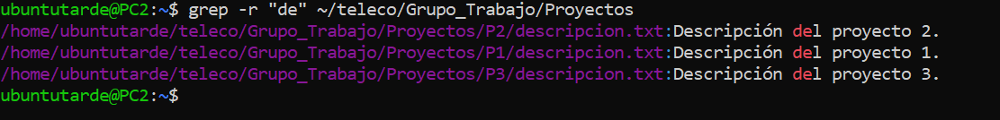 ubuntutarde@PC2:~$ grep -r "de" ~/teleco/Grupo_Trabajo/Proyectos
/home/ubuntutarde/teleco/Grupo_Trabajo/Proyectos/P2/descripcion.txt:Descripción del proyecto 2.
/home/ubuntutarde/teleco/Grupo_Trabajo/Proyectos/P1/descripcion.txt:Descripción del proyecto 1.
/home/ubuntutarde/teleco/Grupo_Trabajo/Proyectos/P3/descripcion.txt:Descripción del proyecto 3.
ubuntutarde@PC2:~$